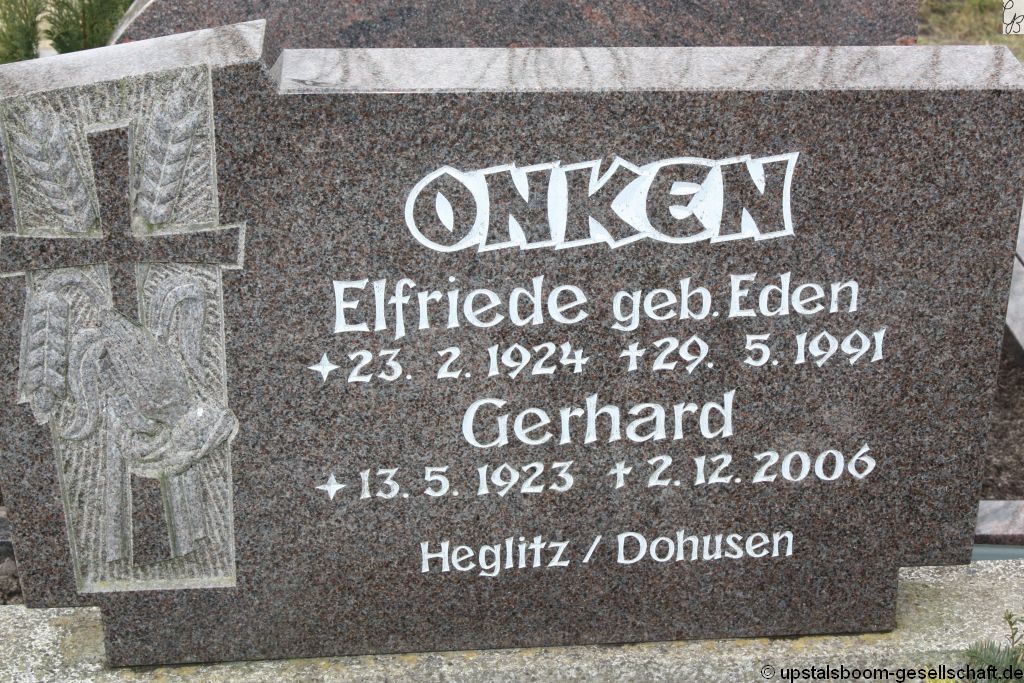 ONKEN
Elfriede geb. Eden
✦ 23. 2. 1924 ✝ 29. 5. 1991
Gerhard
✦ 13. 5. 1923 ✝ 2. 12. 2006
Heglitz / Dohusen
© upstalsboom-gesellschaft.de